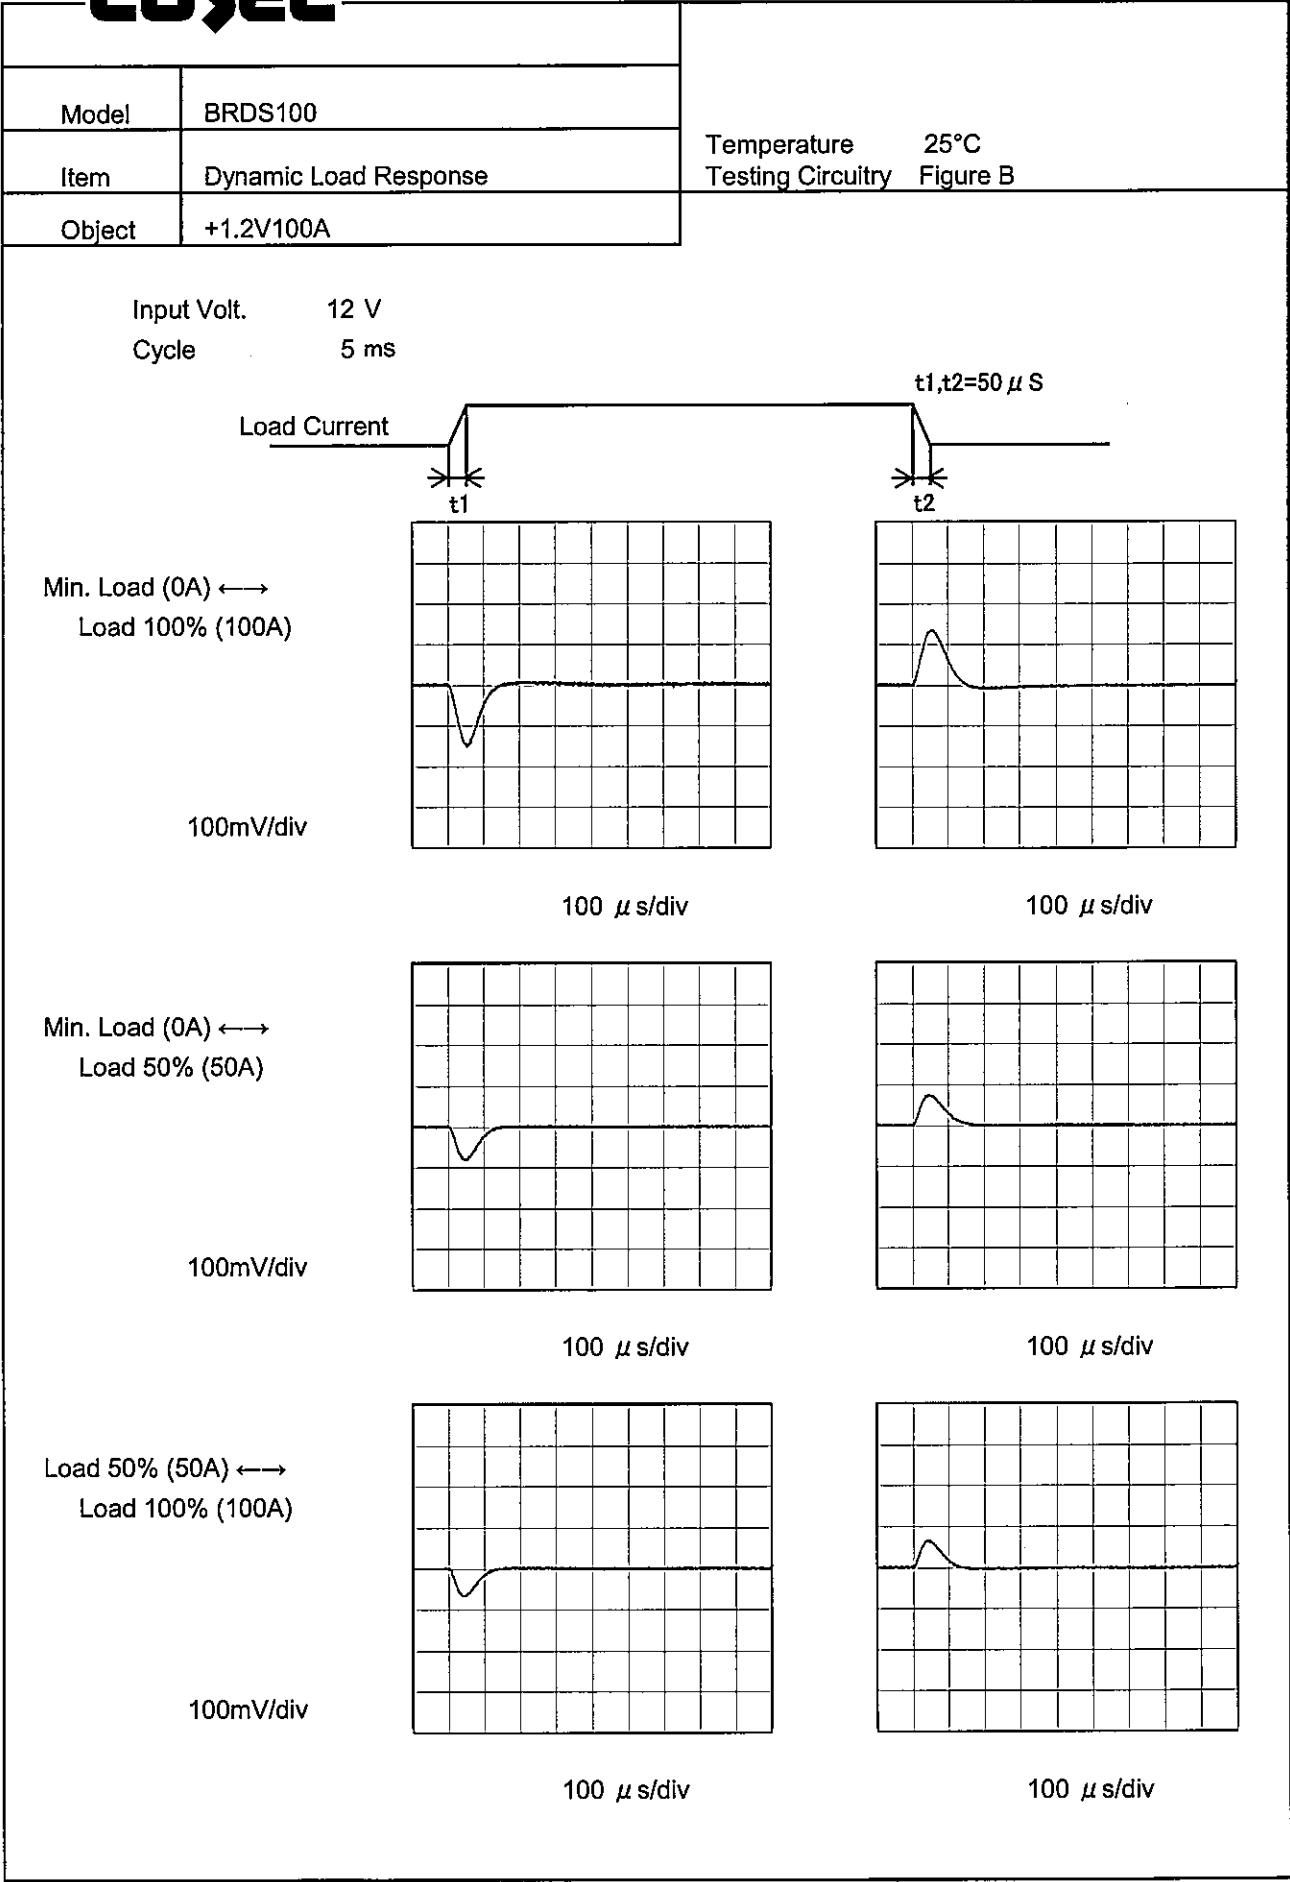 Model BRDS100
Item Dynamic Load Response
Object +1.2V100A
Temperature 25°C
Testing Circuitry Figure B
Input Volt. 12 V
Cycle 5 ms
t1,t2=50 μ S
Load Current
t1
t2
Min. Load (0A) ←→
Load 100% (100A)
100mV/div
100 μ s/div
100 μ s/div
Min. Load (0A) ←→
Load 50% (50A)
100mV/div
100 μ s/div
100 μ s/div
Load 50% (50A) ←→
Load 100% (100A)
100mV/div
100 μ s/div
100 μ s/div